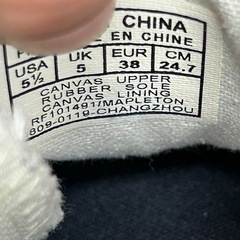 CHINA
EN CHINE
USA UK EUR CM
5½ 5 38 24.7
CANVAS UPPER
RUBBER SOLE
CANVAS LINING
RF101491/MAPLETON
809-0119-CHANGZHOU